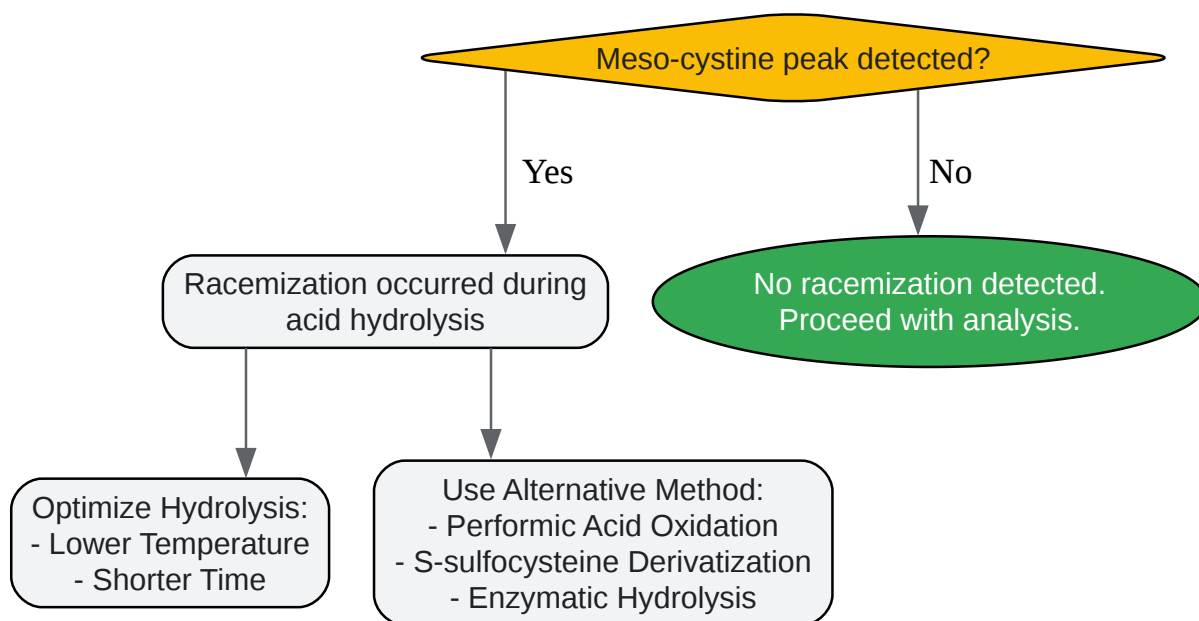 Meso-cystine peak detected?
Yes
No
Racemization occurred during
acid hydrolysis
No racemization detected.
Proceed with analysis.
Optimize Hydrolysis:
- Lower Temperature
- Shorter Time
Use Alternative Method:
- Performic Acid Oxidation
- S-sulfocysteine Derivatization
- Enzymatic Hydrolysis